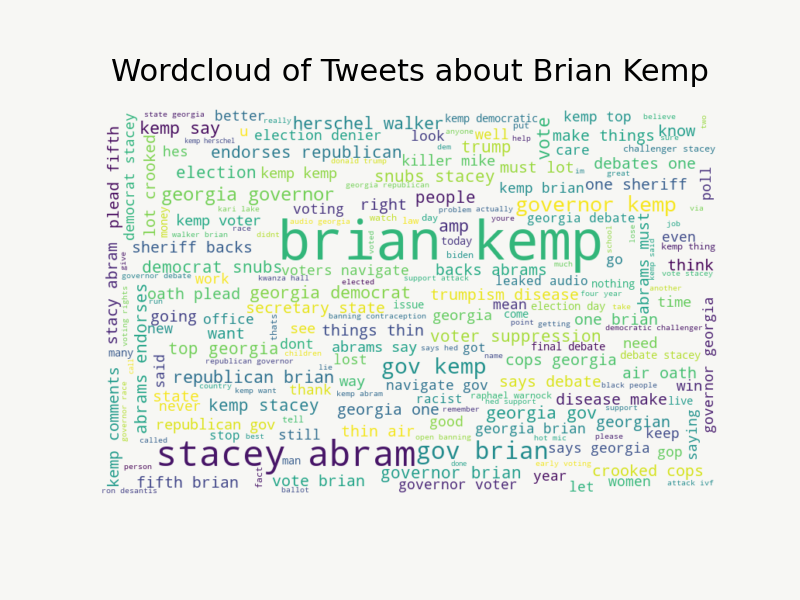 Wordcloud of Tweets about Brian Kemp
state georgia
better
really
herschel walker
kemp democratic
put
kemp top
believe
two
kemp say
u
election denier
look
anyone
well
help
vote
make things
sure
know
kemp herschel
hes
endorses republican
dem
trump
care
challenger stacey
donald trump
killer mike
must lot
im
debates one
plead fifth
democrat stacey
lot crooked
election
kemp kemp
snubs stacey
great
georgia republican
kemp brian
one sheriff
poll
georgia governor
people
governor kemp
via
money
voting
right
problem
actually
kemp voter
audio georgia
watch
law
day
youre
georgia debate
job
race
amp
walker brian
didnt
brian kemp
today
voted
biden
school
lose
abrams must
even
sheriff backs
go
kemp thing
kemp said
democrat snubs
voters navigate
backs abrams
much
think
stacy abram
give
governor debate
work
kwanza hall
elected
support attack
leaked audio
nothing
vote stacey
another
oath plead
georgia democrat
trumpism disease
four year
time
voting rights
abrams endorses
secretary state
issue
election day
take
going
office
banning contraception
georgia
mean
come
one brian
new
thats
see
things thin
point
getting
democratic challenger
want
voter suppression
many
top georgia
dont
abrams say
says hed
got
final debate
need
governor georgia
said
children
name
debate stacey
republican governor
lost
cops georgia
call
lie
gov kemp
air oath
republican brian
way
navigate gov
says debate
black people
win
country
kemp want
thank
kemp abram
racist
raphael warnock
disease make
live
kemp comments
governor race
state
never
kemp stacey
hed support
support
georgia one
remember
georgia gov
republican gov
tell
good
georgian
stop
best
still
thin air
georgia brian
keep
saying
called
open banning
hot mic
please
stacey abram
gov brian
says georgia
gop
person
man
done
early voting
fact
governor brian
crooked cops
fifth brian
vote brian
year
women
attack ivf
ron desantis
ballot
governor voter
let